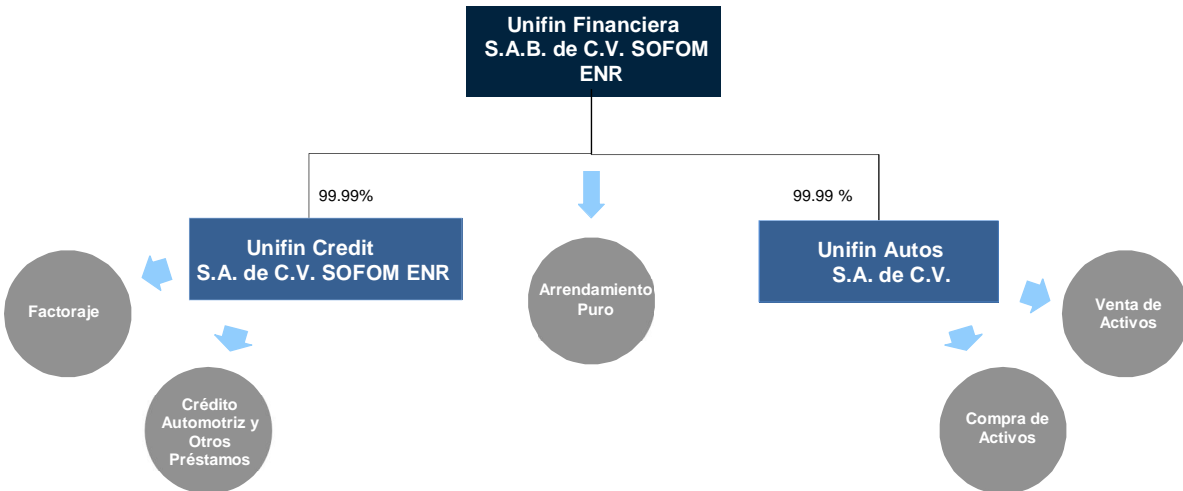 Unifin Financiera
S.A.B. de C.V. SOFOM
ENR
99.99%
99.99 %
Unifin Credit
S.A. de C.V. SOFOM ENR
Unifin Autos
S.A. de C.V.
Factoraje
Arrendamiento
Puro
Venta de
Activos
Crédito
Automotriz y
Otros
Préstamos
Compra de
Activos